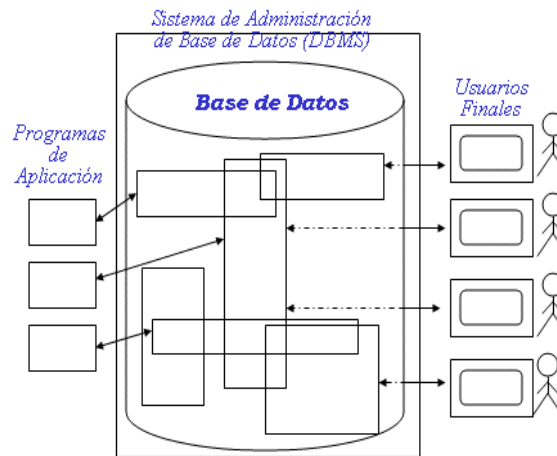 Sistema de Administración
de Base de Datos (DBMS)
Base de Datos
Programas
de
Aplicación
Usuarios
Finales